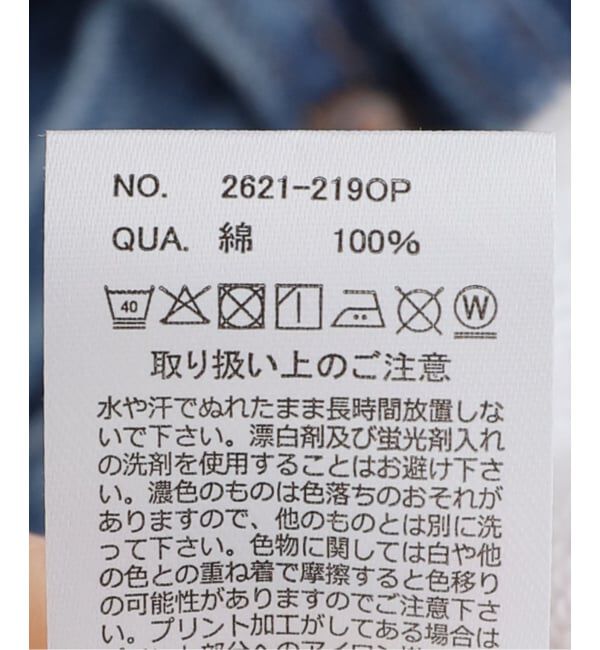 NO. 2621-219OP
QUA. 綿 100%
40 W
取り扱い上のご注意
水や汗でぬれたまま長時間放置しな
いで下さい。漂白剤及び蛍光剤入れ
の洗剤を使用することはお避け下さ
い。濃色のものは色落ちのおそれが
ありますので、他のものとは別に洗
って下さい。色物に関しては白や他
の色との重ね着で摩擦すると色移り
の可能性がありますのでご注意下さ
い。プリント加工がしてある場合は